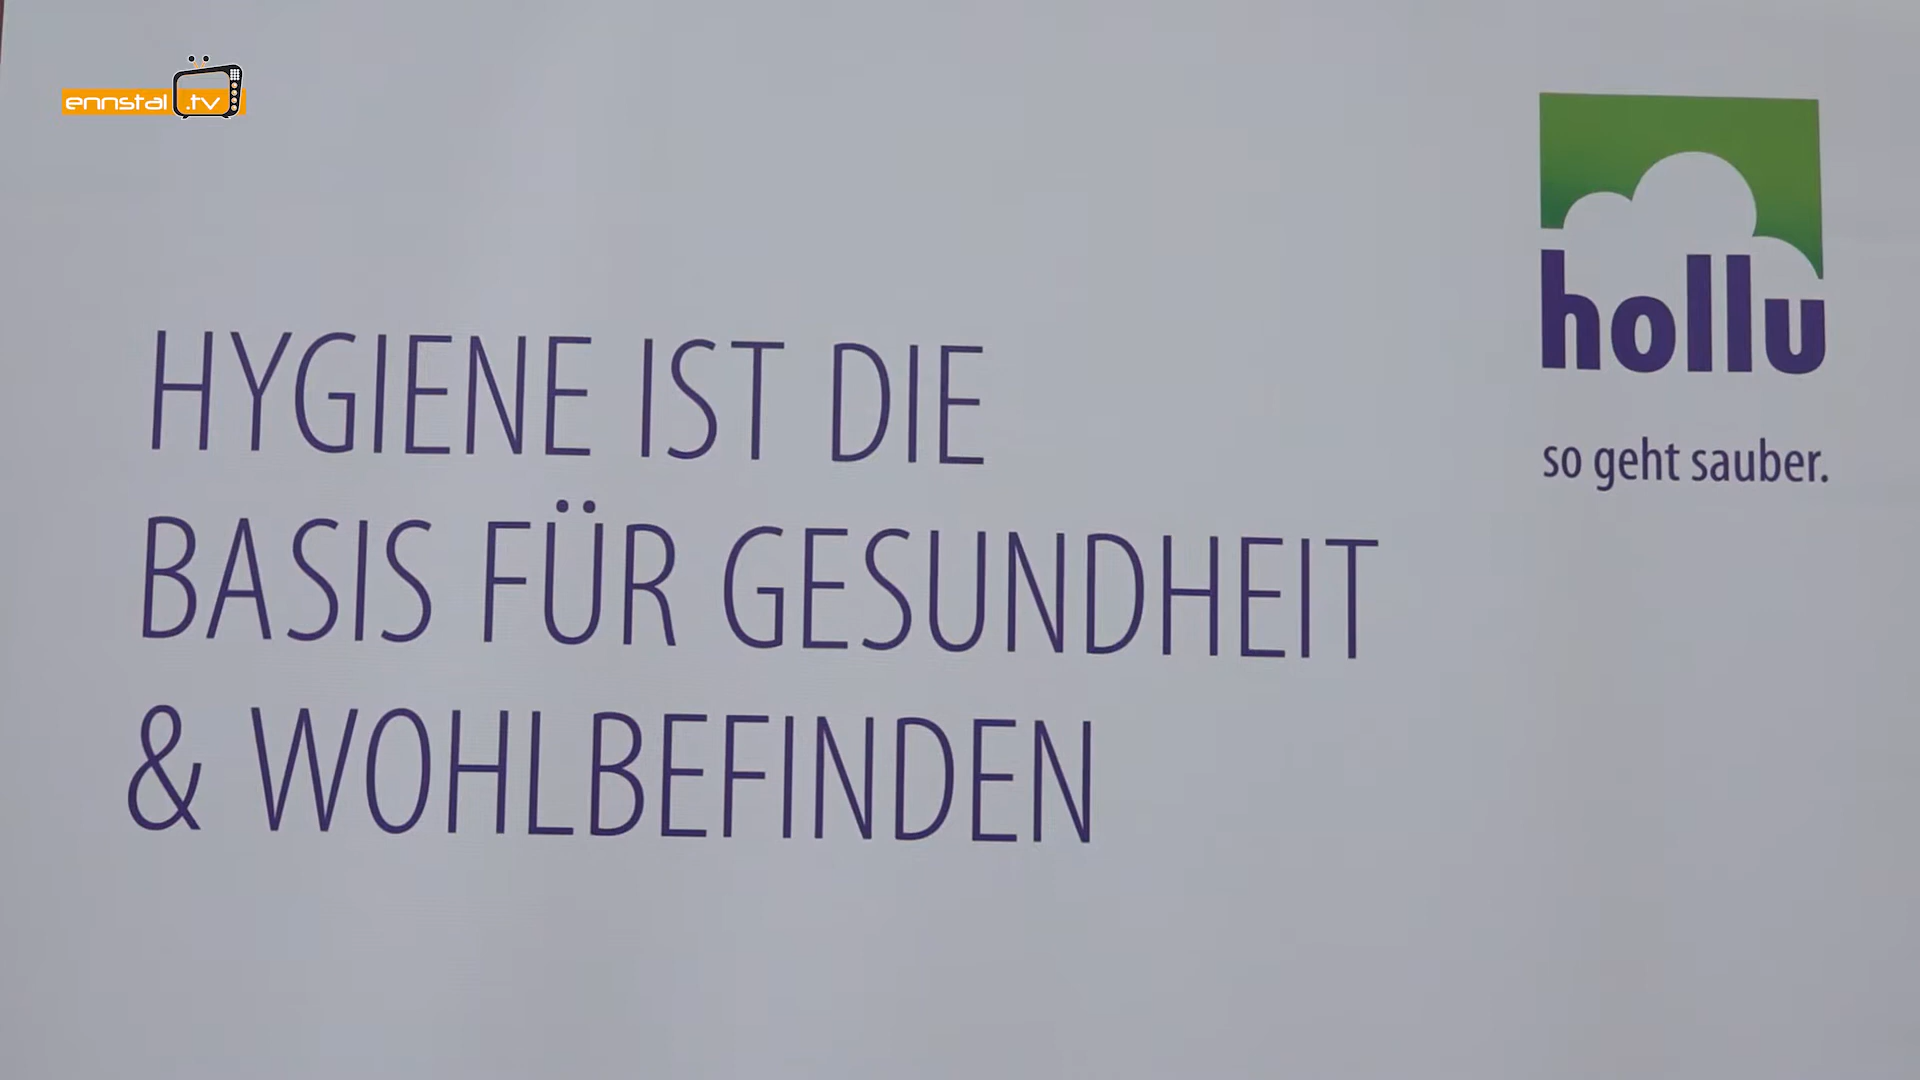 ennstal .tv
hollu
so geht sauber.
HYGIENE IST DIE
BASIS FÜR GESUNDHEIT
& WOHLBEFINDEN